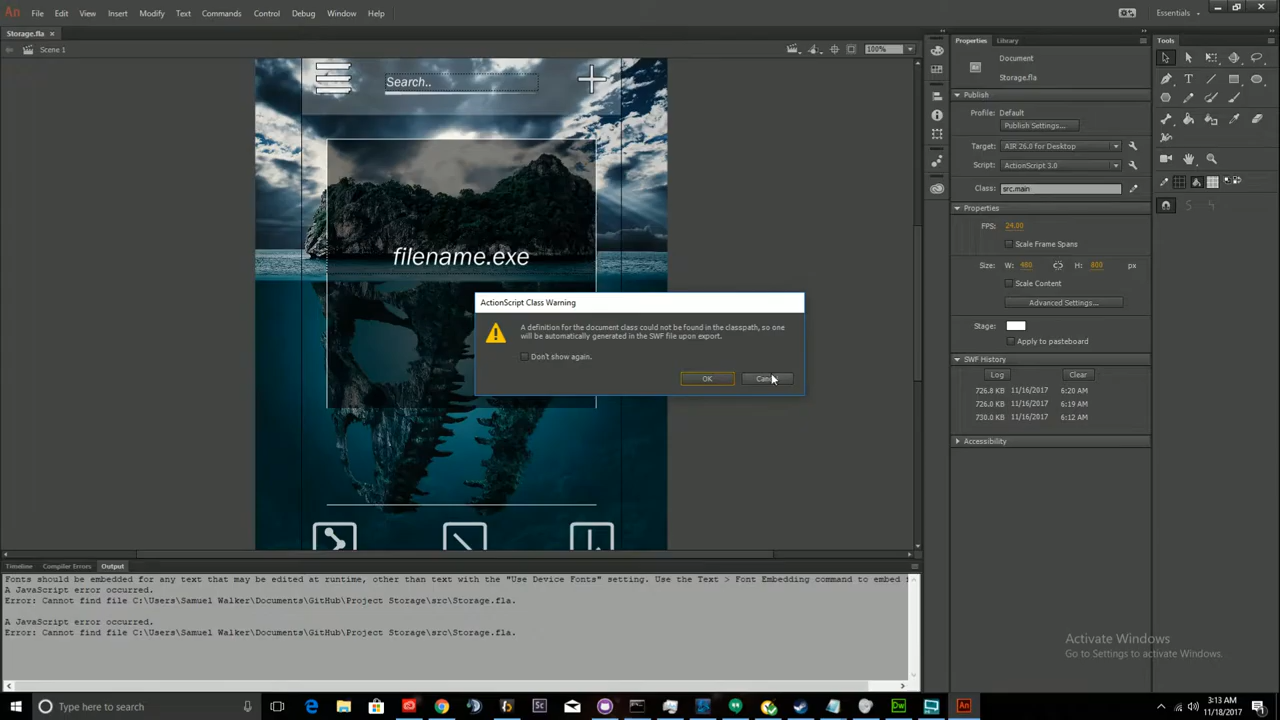 An File Edit View Insert Modify Text Commands Control Debug Window Help Essentials
Storage.fla ×
Scene 1 100%
Search..
filename.exe
ActionScript Class Warning
A definition for the document class could not be found in the classpath, so one
will be automatically generated in the SWF file upon export.
Don't show again.
OK
Timeline Compiler Errors Output
Fonts should be embedded for any text that may be edited at runtime, other than text with the "Use Device Fonts" setting. Use the Text > Font Embedding command to embed
A JavaScript error occurred.
Error: Cannot find file C:\Users\Samuel Walker\Documents\GitHub\Project Storage\src\Storage.fla.
A JavaScript error occurred.
Error: Cannot find file C:\Users\Samuel Walker\Documents\GitHub\Project Storage\src\Storage.fla.
Properties Library
Document
Storage.fla
Publish
Profile: Default
Publish Settings...
Target: AIR 26.0 for Desktop
Script: ActionScript 3.0
Class: src.main
Properties
FPS: 24.00
Scale Frame Spans
Size: W: 480 H: 800 px
Scale Content
Advanced Settings...
Stage:
Apply to pasteboard
SWF History
Log Clear
726.8 KB 11/16/2017 6:20 AM
726.0 KB 11/16/2017 6:19 AM
730.0 KB 11/16/2017 6:12 AM
Accessibility
Tools
Activate Windows
Go to Settings to activate Windows.
Type here to search
Sc
Dw
An
3:13 AM
11/18/2017